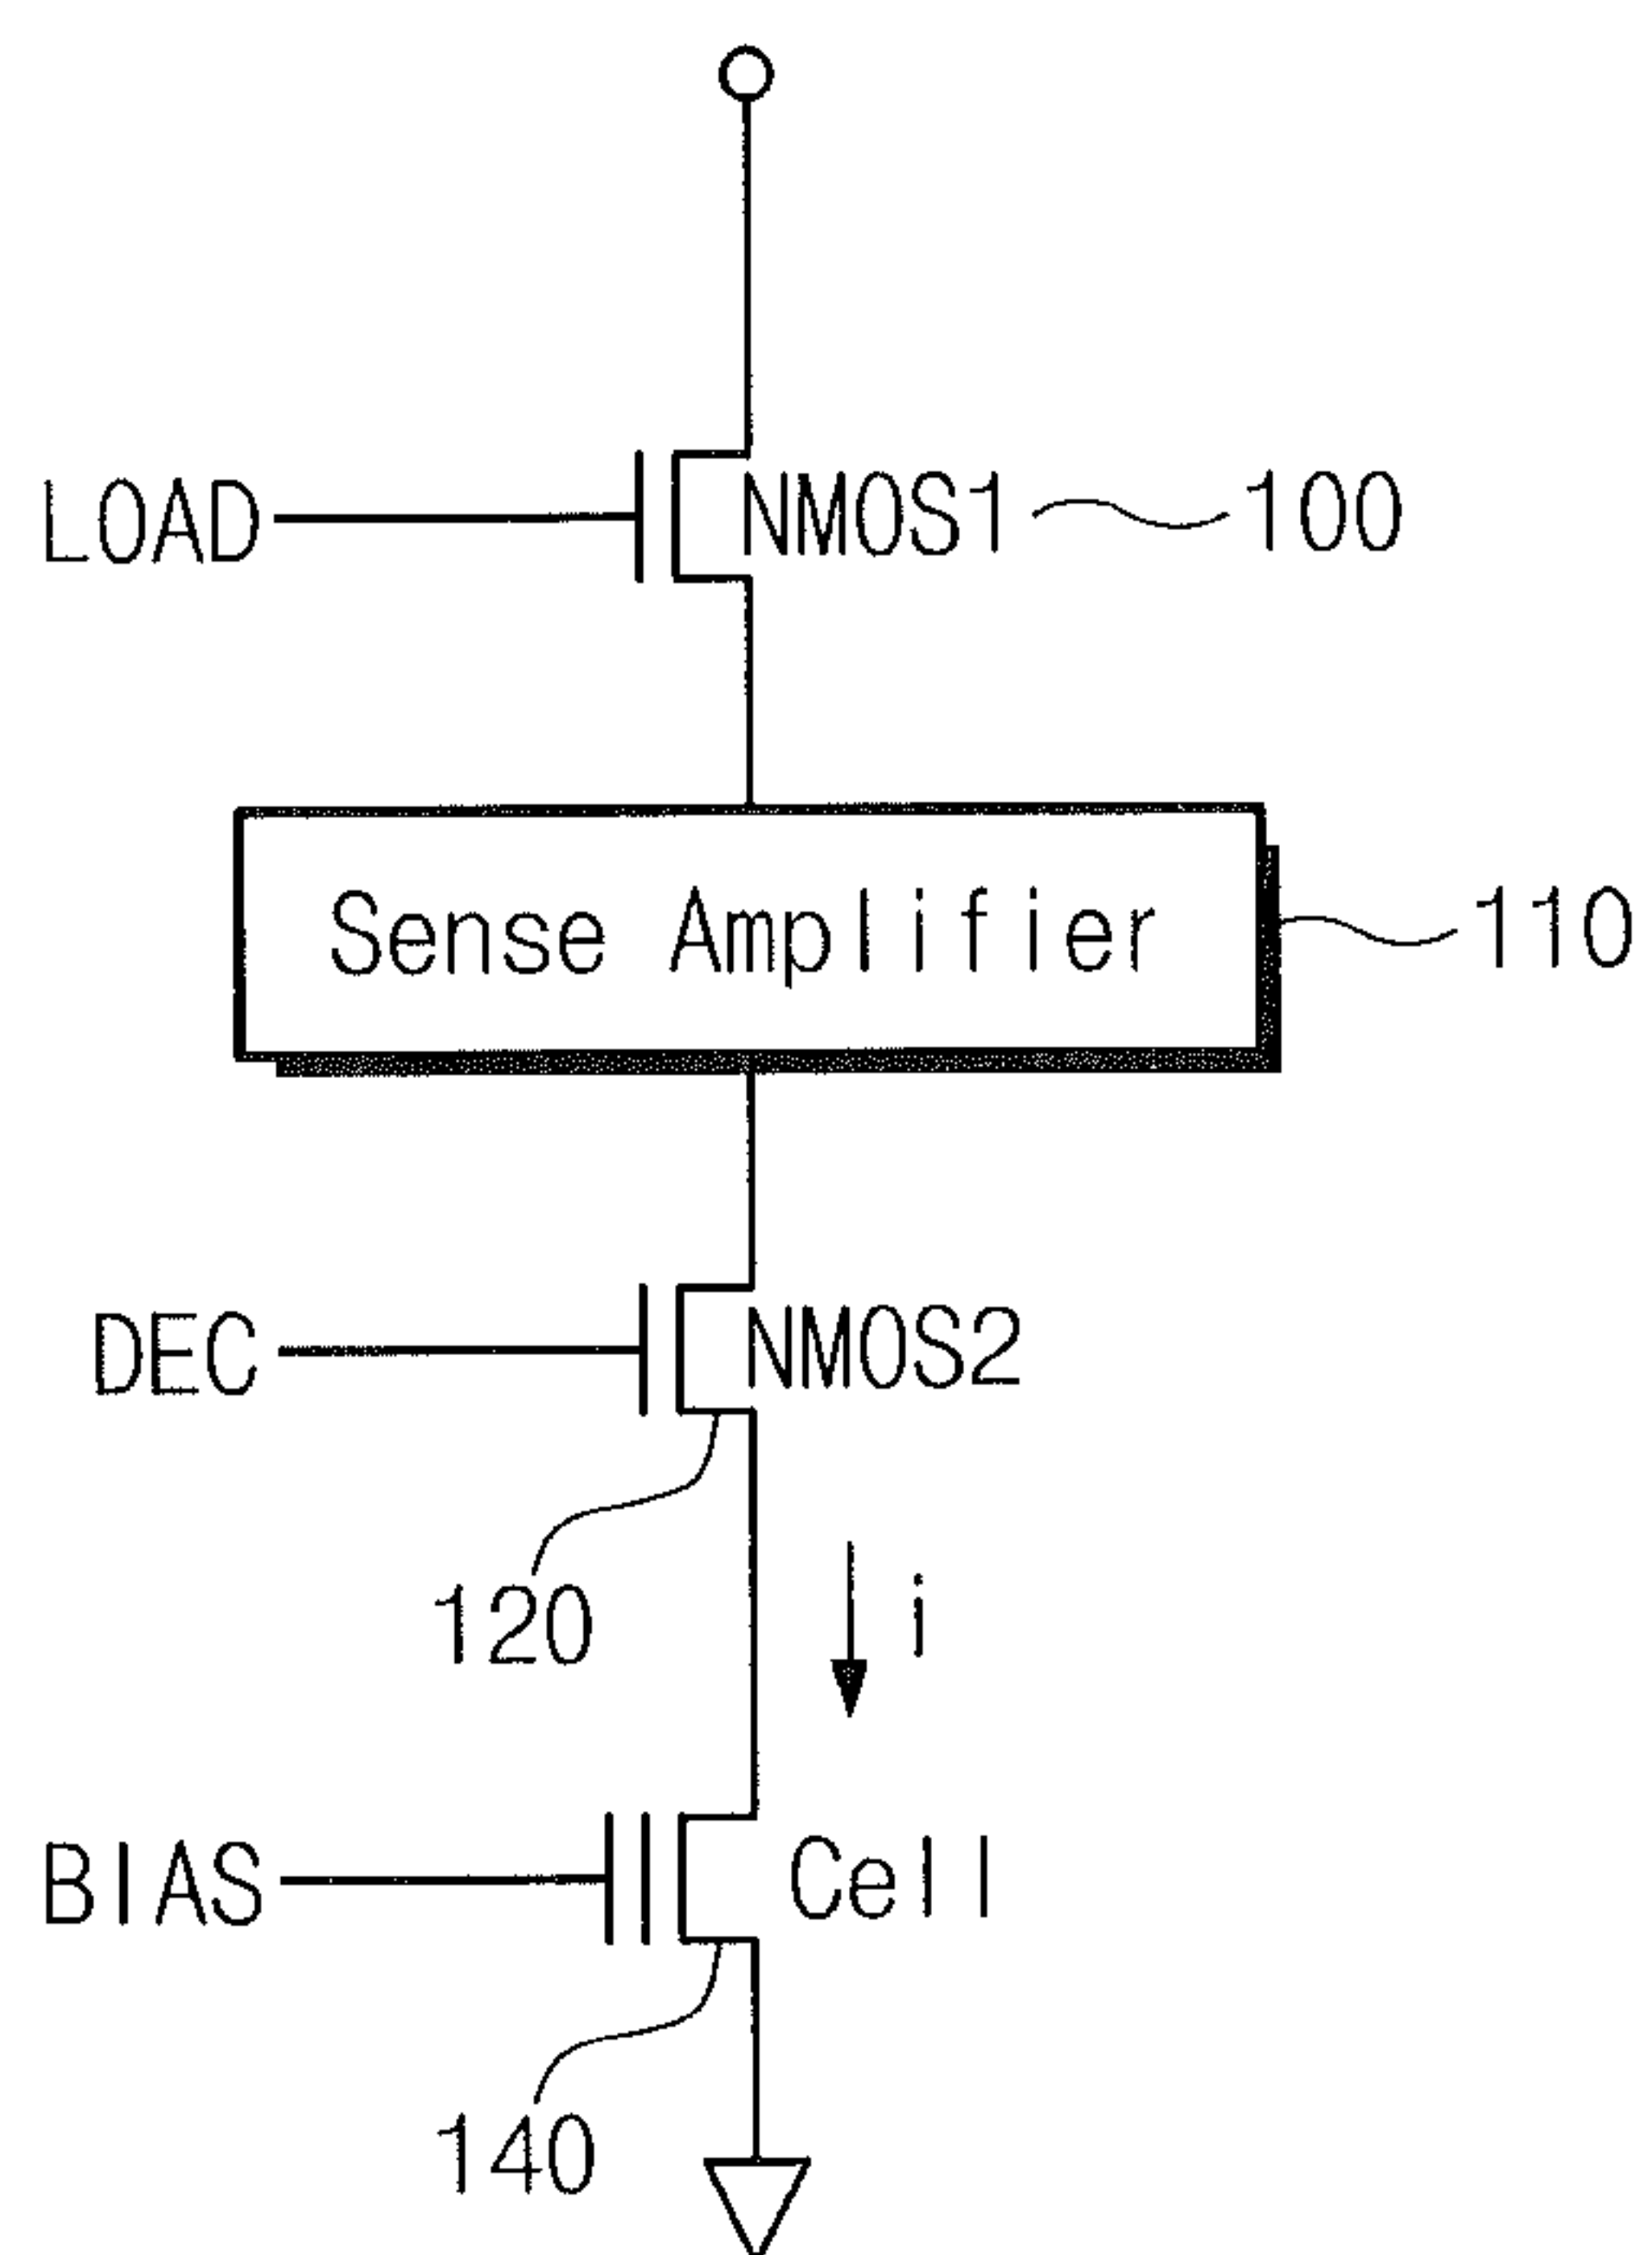 LOAD NMOS1 100
Sense Amplifier 110
DEC NMOS2
120
i
BIAS Cell
140